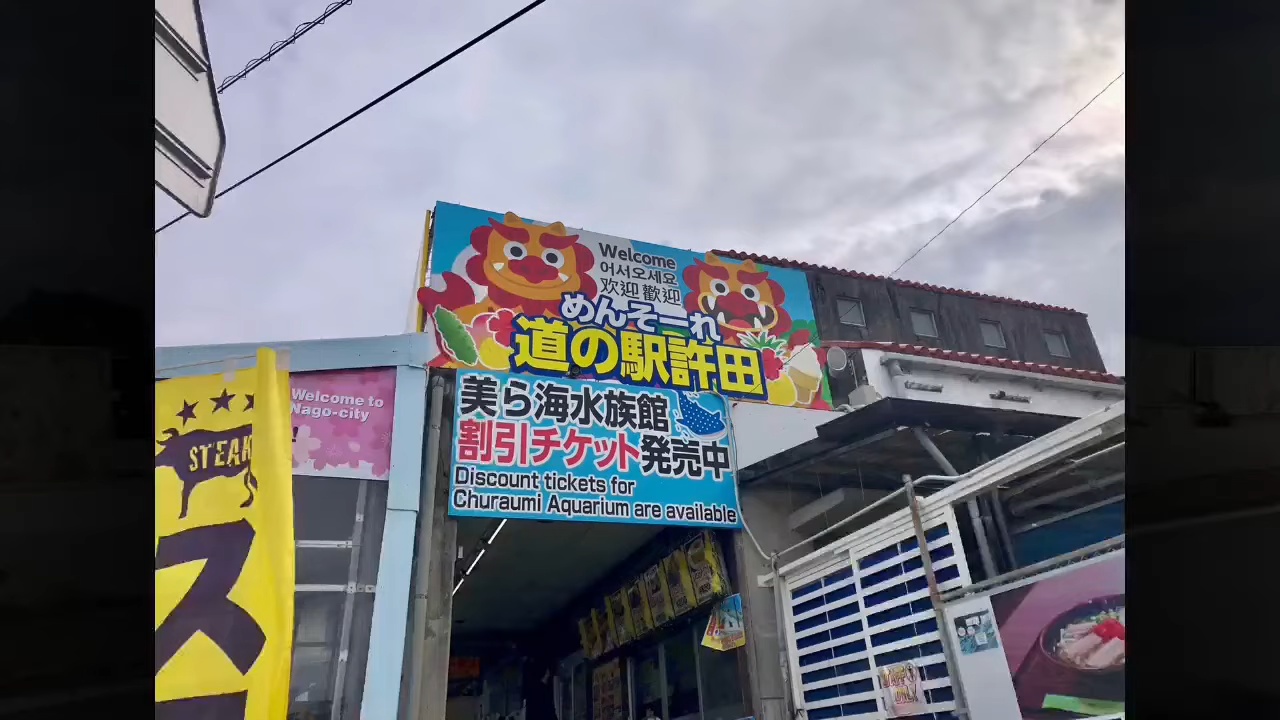 Welcome
어서오세요
欢迎 歡迎
めんそーれ
道の駅許田
美ら海水族館
割引チケット発売中
Discount tickets for
Churaumi Aquarium are available
Welcome to
Nago-city
STEAK
ス